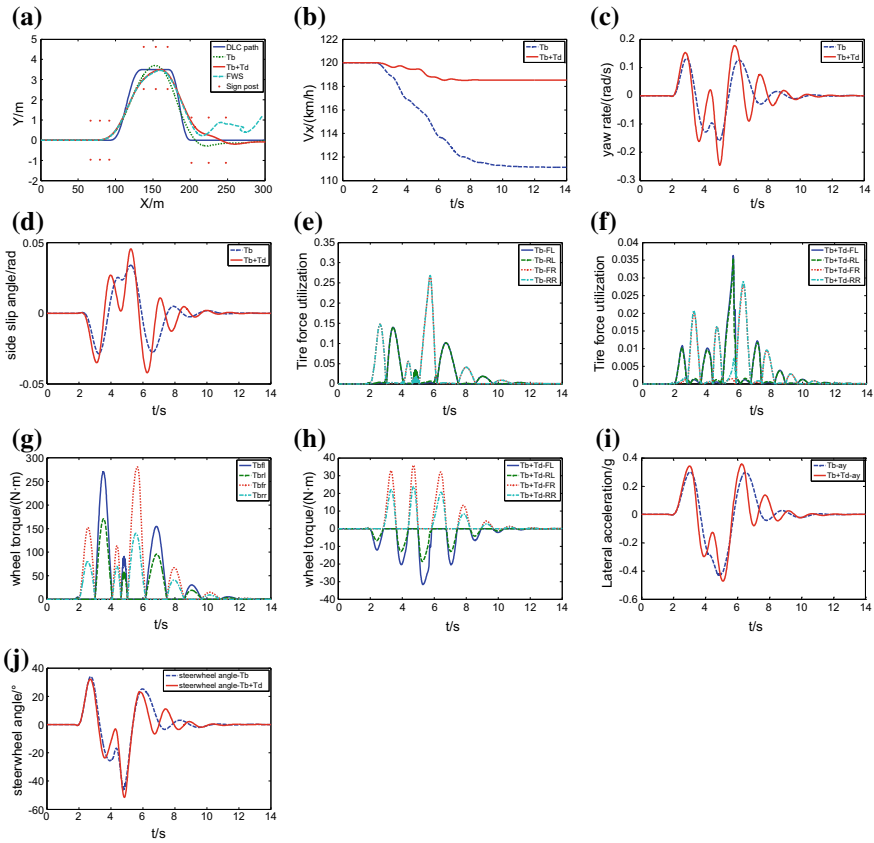 (a)
5
4
3
2
1
0
-1
-2
0 50 100 150 200 250 300
Y/m
X/m
DLC path
Tb
Tb+Td
FWS
Sign post
(b)
122
120
118
116
114
112
110
0 2 4 6 8 10 12 14
Vx/(km/h)
t/s
Tb
Tb+Td
(c)
0.2
0.1
0
-0.1
-0.2
0.3
0 2 4 6 8 10 12 14
yaw rate/(rad/s)
t/s
Tb
Tb+Td
(d)
0.05
0
-0.05
0 2 4 6 8 10 12 14
side slip angle/rad
t/s
Tb
Tb+Td
(e)
0.35
0.3
0.25
0.2
0.15
0.1
0.05
0
0 2 4 6 8 10 12 14
Tire force utilization
t/s
Tb-FL
Tb-RL
Tb-FR
Tb-RR
(f)
0.04
0.035
0.03
0.025
0.02
0.015
0.01
0.005
0
0 2 4 6 8 10 12 14
Tire force utilization
t/s
Tb+Td-FL
Tb+Td-RL
Tb+Td-FR
Tb+Td-RR
(g)
300
250
200
150
100
50
0
0 2 4 6 8 10 12 14
wheel torque/(N·m)
t/s
Tbfl
Tbrl
Tbfr
Tbrr
(h)
40
30
20
10
0
-10
-20
-30
-40
0 2 4 6 8 10 12 14
wheel torque/(N·m)
t/s
Tb+Td-FL
Tb+Td-RL
Tb+Td-FR
Tb+Td-RR
(i)
0.4
0.2
0
-0.2
-0.4
-0.6
0 2 4 6 8 10 12 14
Lateral acceleration/g
t/s
Tb-ay
Tb+Td-ay
(j)
40
20
0
-20
-40
-60
0 2 4 6 8 10 12 14
steerwheel angle/°
t/s
steerwheel angle-Tb
steerwheel angle-Tb+Td